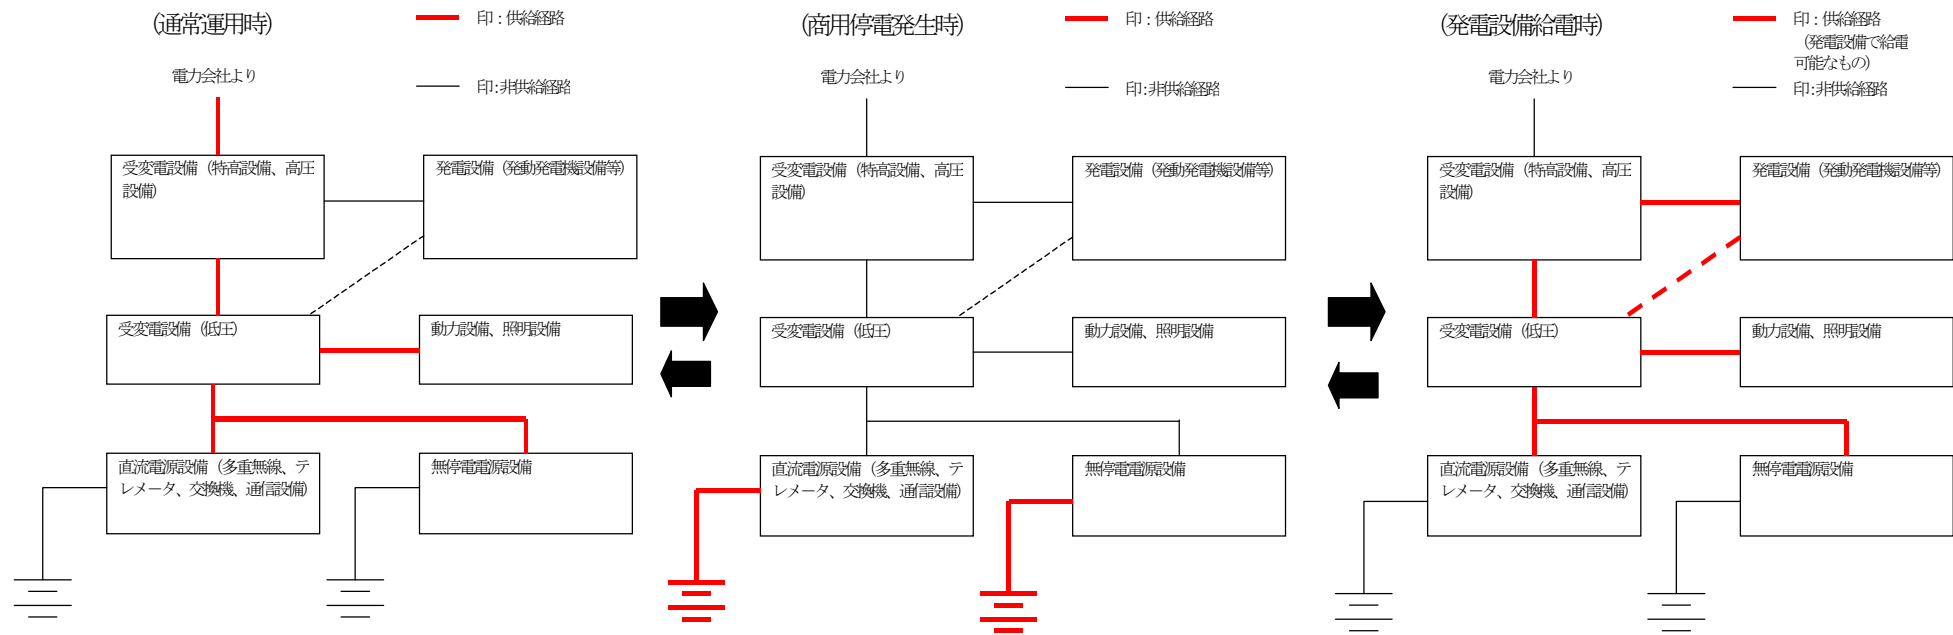 (通常運用時)
印：供給経路
電力会社より
印:非供給経路
受変電設備（特高設備、高圧
設備）
発電設備（発動発電機設備等）
受変電設備（低圧）
動力設備、照明設備
直流電源設備（多重無線、テ
レメータ、交換機、通信設備）
無停電電源設備
(商用停電発生時)
印：供給経路
電力会社より
印:非供給経路
受変電設備（特高設備、高圧
設備）
発電設備（発動発電機設備等）
受変電設備（低圧）
動力設備、照明設備
直流電源設備（多重無線、テ
レメータ、交換機、通信設備）
無停電電源設備
(発電設備給電時)
印：供給経路
（発電設備で給電
可能なもの）
電力会社より
印:非供給経路
受変電設備（特高設備、高圧
設備）
発電設備（発動発電機設備等）
受変電設備（低圧）
動力設備、照明設備
直流電源設備（多重無線、テ
レメータ、交換機、通信設備）
無停電電源設備